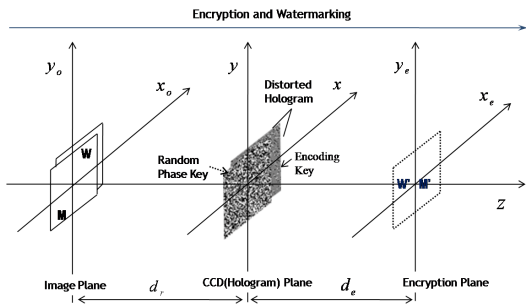 Encryption and Watermarking
y_o
x_o
y
x
y_e
x_e
Distorted
Hologram
W
M
Random
Phase Key
Encoding
Key
W' M'
Z
Image Plane
d_r
CCD(Hologram) Plane
d_e
Encryption Plane